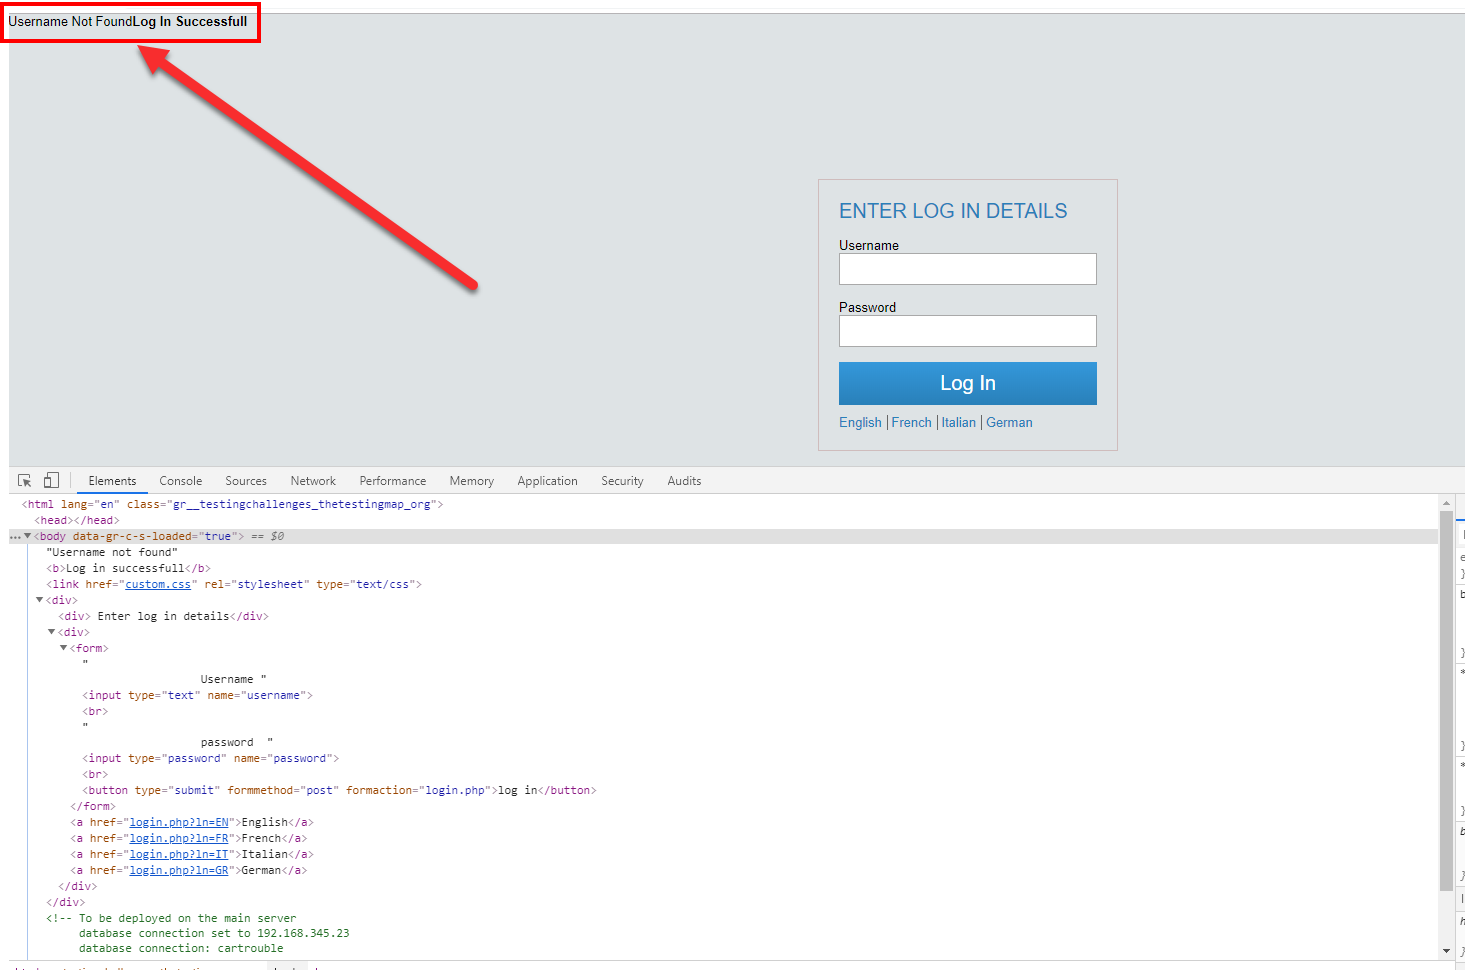 Username Not FoundLog In Successfull
ENTER LOG IN DETAILS
Username
Password
Log In
English | French | Italian | German
Elements Console Sources Network Performance Memory Application Security Audits
<html lang="en" class="gr__testingchallenges_thetestingmap_org">
<head></head>
<body data-gr-c-s-loaded="true"> == $0
"Username not found"
<b>Log in successfull</b>
<link href="custom.css" rel="stylesheet" type="text/css">
<div>
<div> Enter log in details</div>
<div>
<form>
"
Username "
<input type="text" name="username">
<br>
"
password "
<input type="password" name="password">
<br>
<button type="submit" formmethod="post" formaction="login.php">log in</button>
</form>
<a href="login.php?ln=EN">English</a>
<a href="login.php?ln=FR">French</a>
<a href="login.php?ln=IT">Italian</a>
<a href="login.php?ln=GR">German</a>
</div>
</div>
<!-- To be deployed on the main server
database connection set to 192.168.345.23
database connection: cartrouble